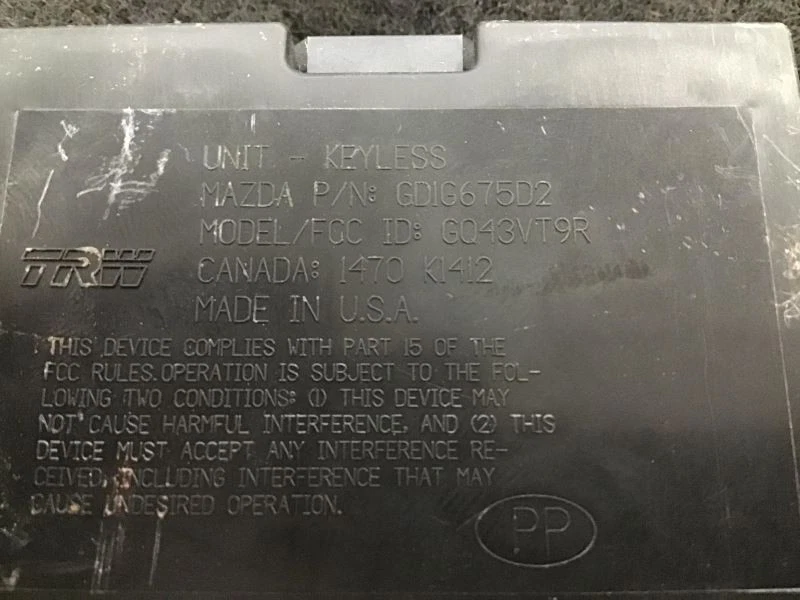 UNIT - KEYLESS
MAZDA P/N: GD1G675D2
MODEL/FCC ID: GQ43VT9R
TRW
CANADA: 1470 K1412
MADE IN U.S.A.
THIS DEVICE COMPLIES WITH PART 15 OF THE
FCC RULES.OPERATION IS SUBJECT TO THE FOL-
LOWING TWO CONDITIONS: (1) THIS DEVICE MAY
NOT CAUSE HARMFUL INTERFERENCE, AND (2) THIS
DEVICE MUST ACCEPT ANY INTERFERENCE RE-
CEIVED, INCLUDING INTERFERENCE THAT MAY
CAUSE UNDESIRED OPERATION.
PP